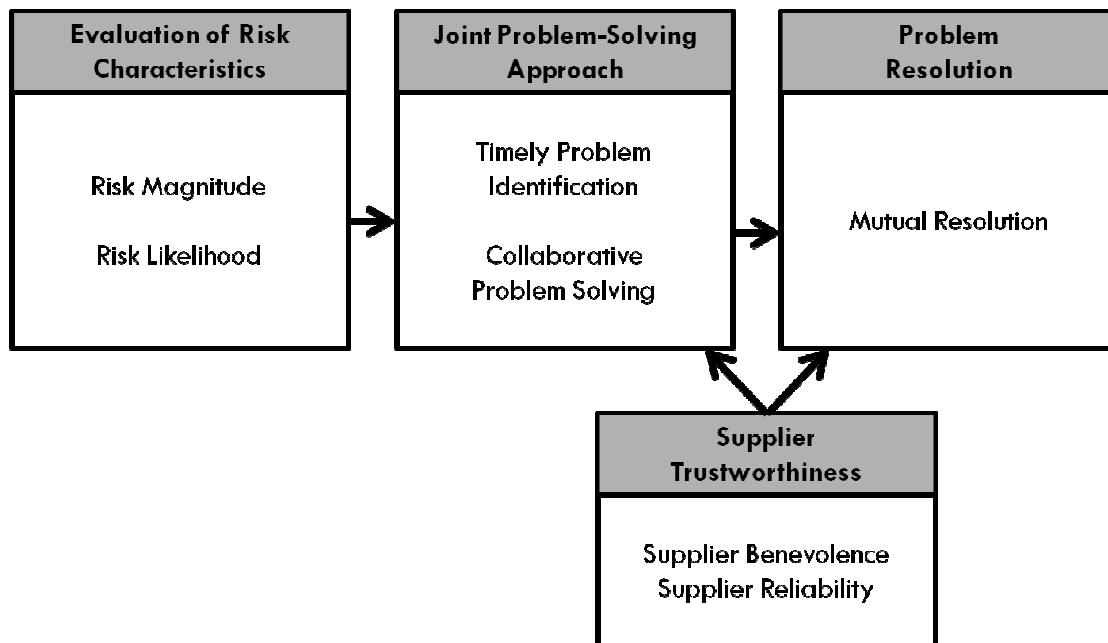 Evaluation of Risk
Characteristics
Risk Magnitude
Risk Likelihood
Joint Problem-Solving
Approach
Timely Problem
Identification
Collaborative
Problem Solving
Problem
Resolution
Mutual Resolution
Supplier
Trustworthiness
Supplier Benevolence
Supplier Reliability